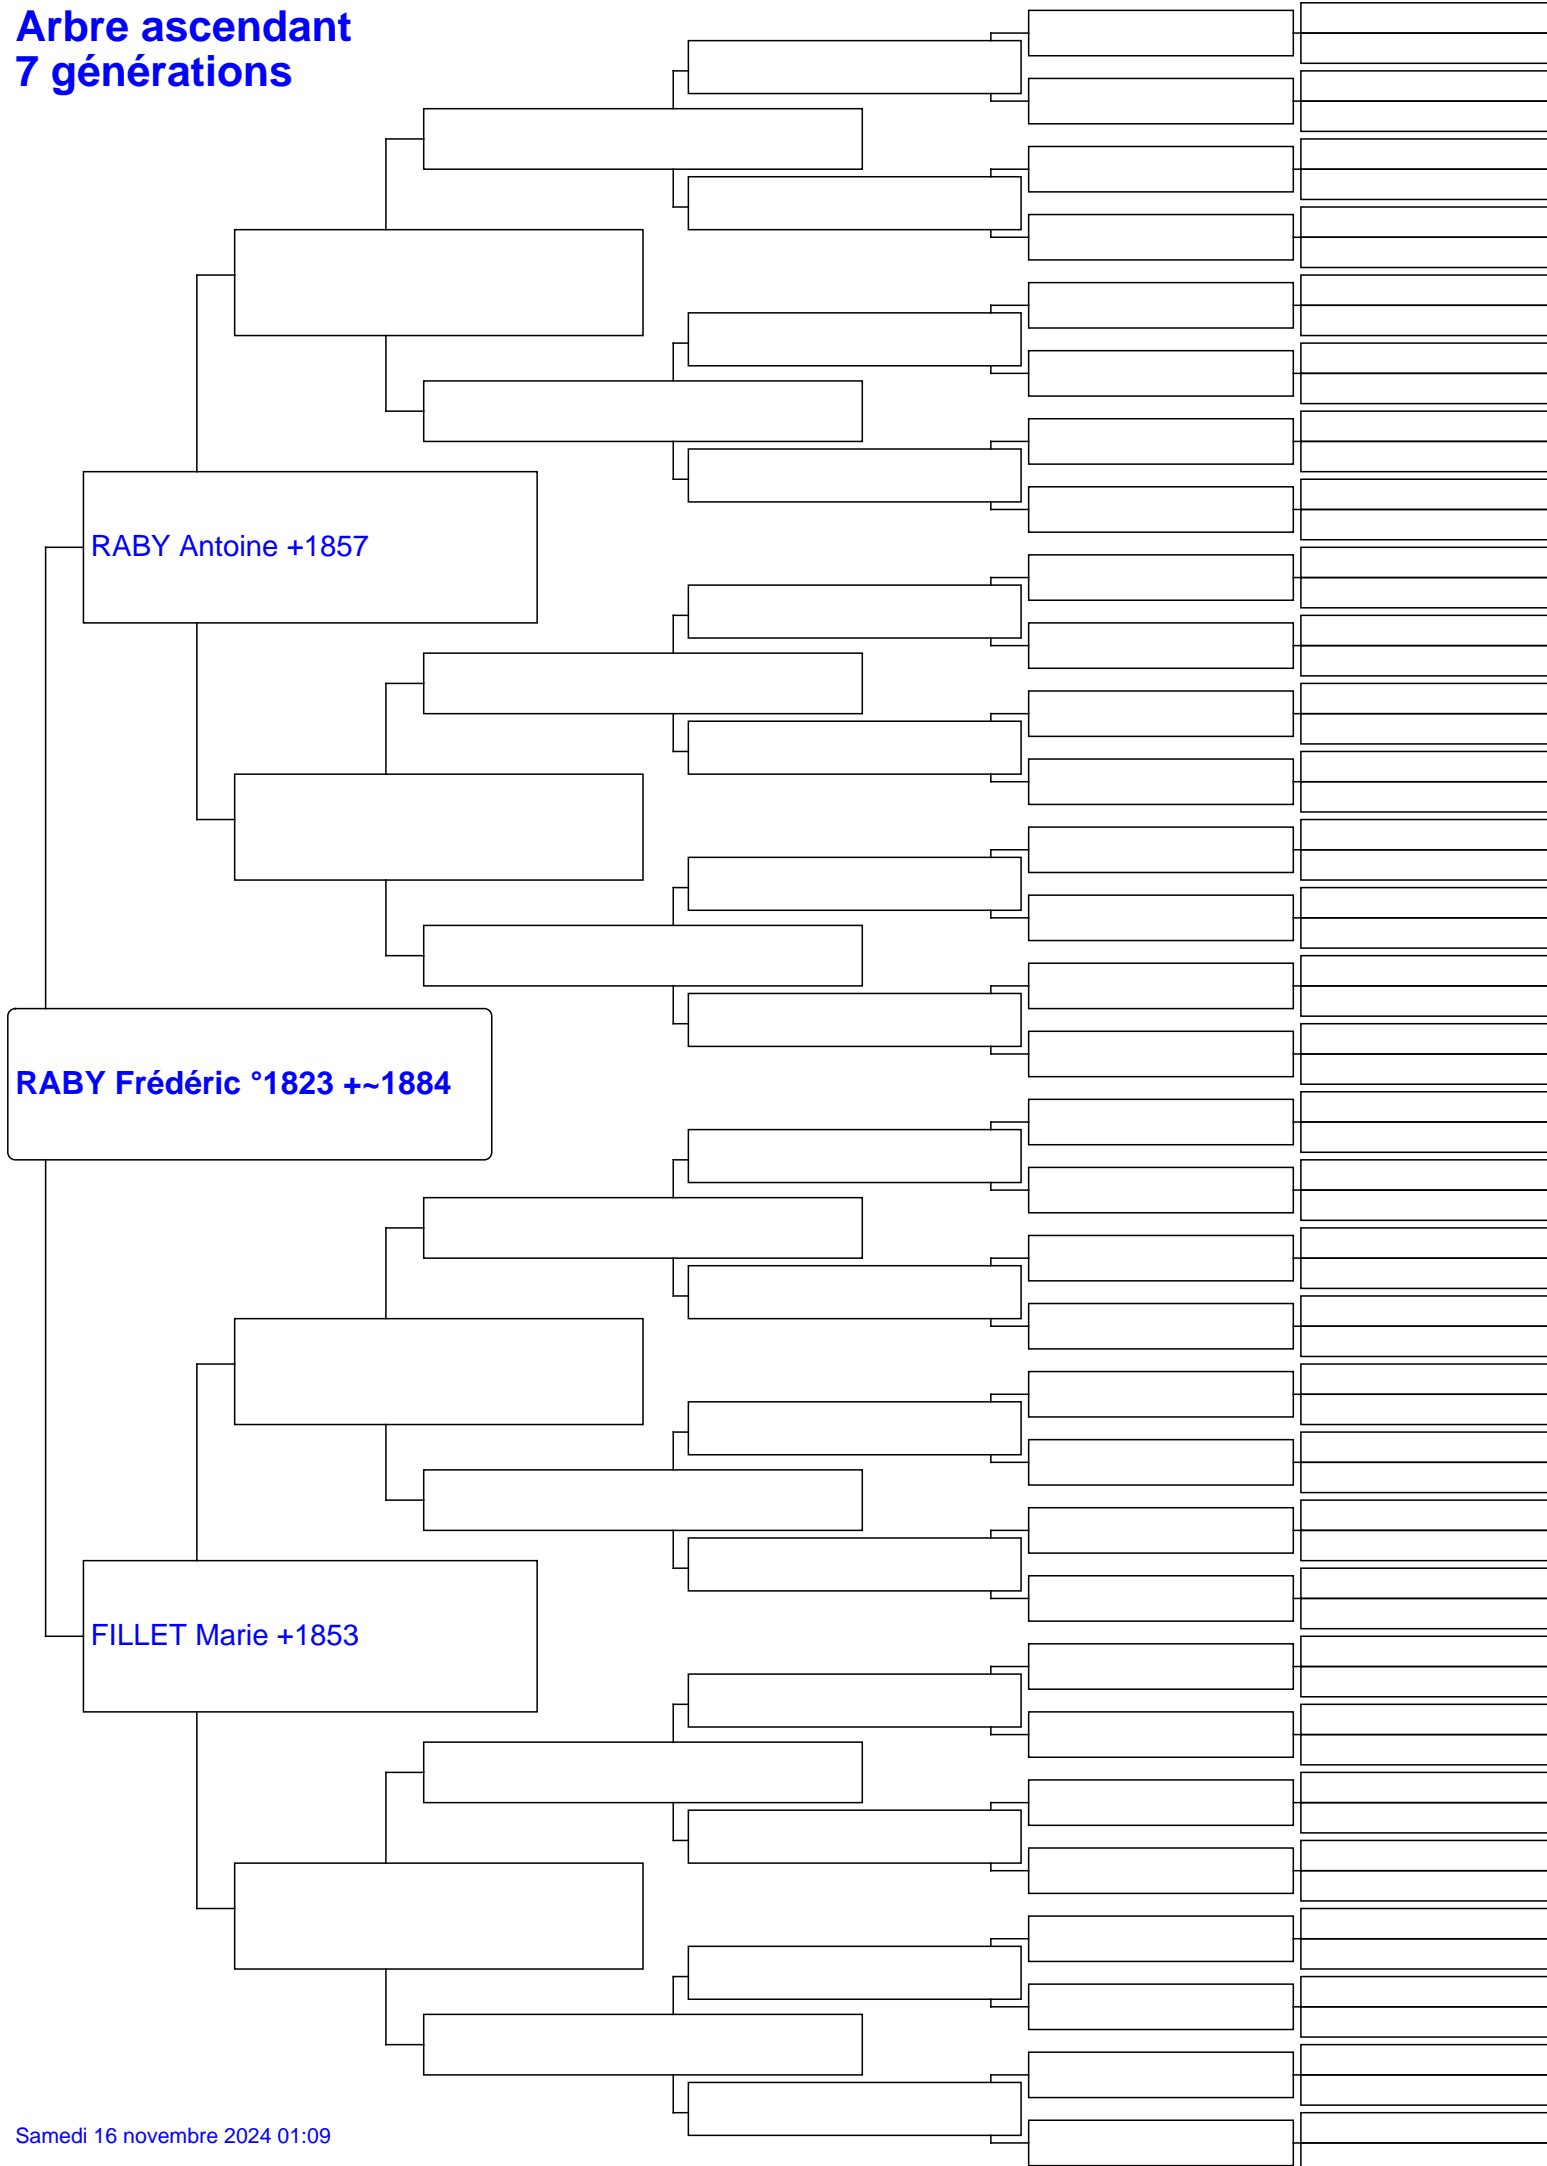 Arbre ascendant
7 générations
RABY Antoine +1857
RABY Frédéric °1823 +~1884
FILLET Marie +1853
Samedi 16 novembre 2024 01:09